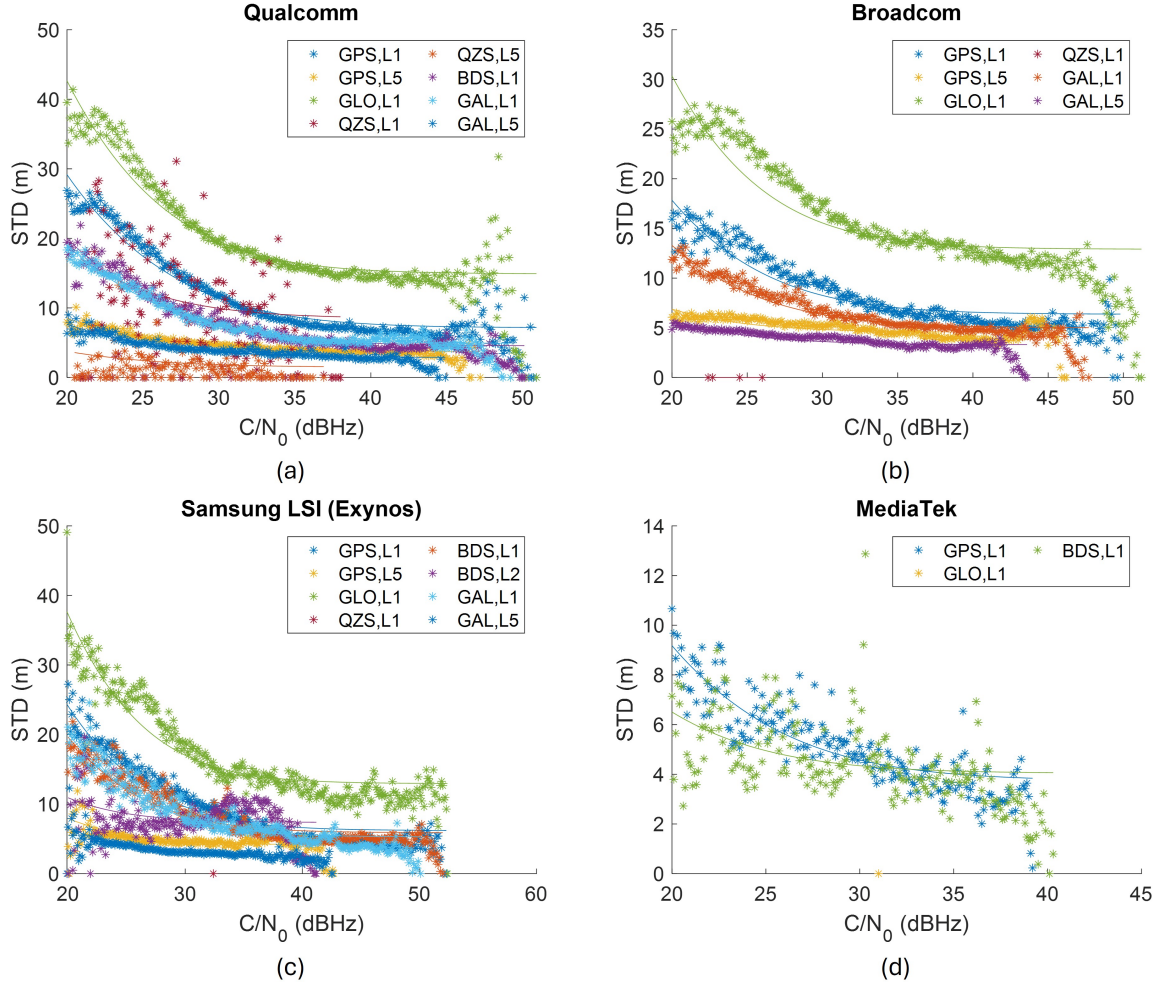 Qualcomm
50
40
30
20
10
0
STD (m)
GPS,L1
GPS,L5
GLO,L1
QZS,L1
QZS,L5
BDS,L1
GAL,L1
GAL,L5
20 25 30 35 40 45 50
C/N0 (dBHz)
(a)
Broadcom
35
30
25
20
15
10
5
0
STD (m)
GPS,L1
GPS,L5
GLO,L1
QZS,L1
GAL,L1
GAL,L5
20 25 30 35 40 45 50
C/N0 (dBHz)
(b)
Samsung LSI (Exynos)
50
40
30
20
10
0
STD (m)
GPS,L1
GPS,L5
GLO,L1
QZS,L1
BDS,L1
BDS,L2
GAL,L1
GAL,L5
20 30 40 50 60
C/N0 (dBHz)
(c)
MediaTek
14
12
10
8
6
4
2
0
STD (m)
GPS,L1
GLO,L1
BDS,L1
20 25 30 35 40 45
C/N0 (dBHz)
(d)